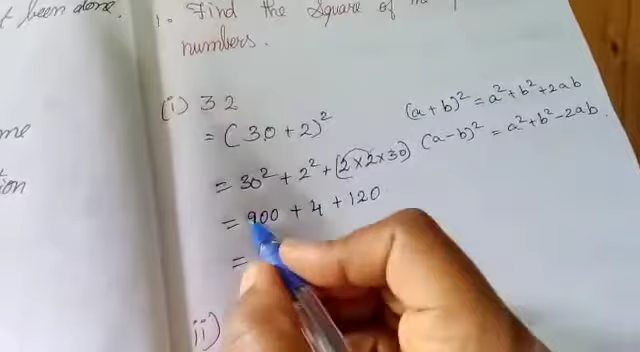 t been done.
me
tion
1. Find the square of the
numbers.
(i) 32
= (30 + 2)²
(a + b)² = a² + b² + 2ab
= 30² + 2² + (2 × 2 × 30)
(a - b)² = a² + b² - 2ab.
= 900 + 4 + 120
=
ii)